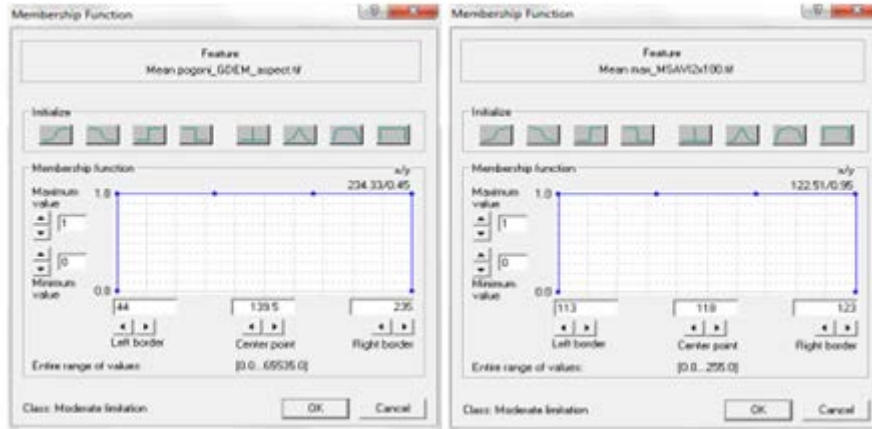 Membership Function
Feature
Mean pogoni_GDEM_aspect.tif
Initialize
Membership function
x/y
234.33/0.45
Maximum
value
1.0
1
0
Minimum
value
0.0
44
139.5
235
Left border
Center point
Right border
Entire range of values:
[0.0...65535.0]
Class: Moderate limitation
OK
Cancel
Membership Function
Feature
Mean max_MSAVI2x100.tif
Initialize
Membership function
x/y
122.51/0.95
Maximum
value
1.0
1
0
Minimum
value
0.0
113
118
123
Left border
Center point
Right border
Entire range of values:
[0.0...255.0]
Class: Moderate limitation
OK
Cancel